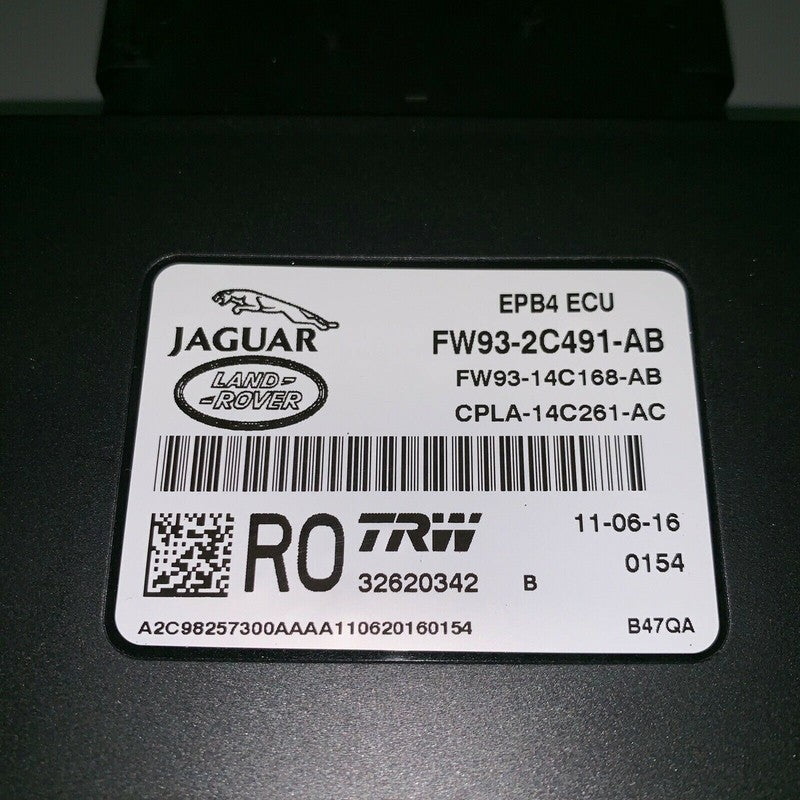 JAGUAR
LAND-
-ROVER
EPB4 ECU
FW93-2C491-AB
FW93-14C168-AB
CPLA-14C261-AC
RO
TRW
32620342 B
11-06-16
0154
A2C98257300AAAA110620160154
B47QA